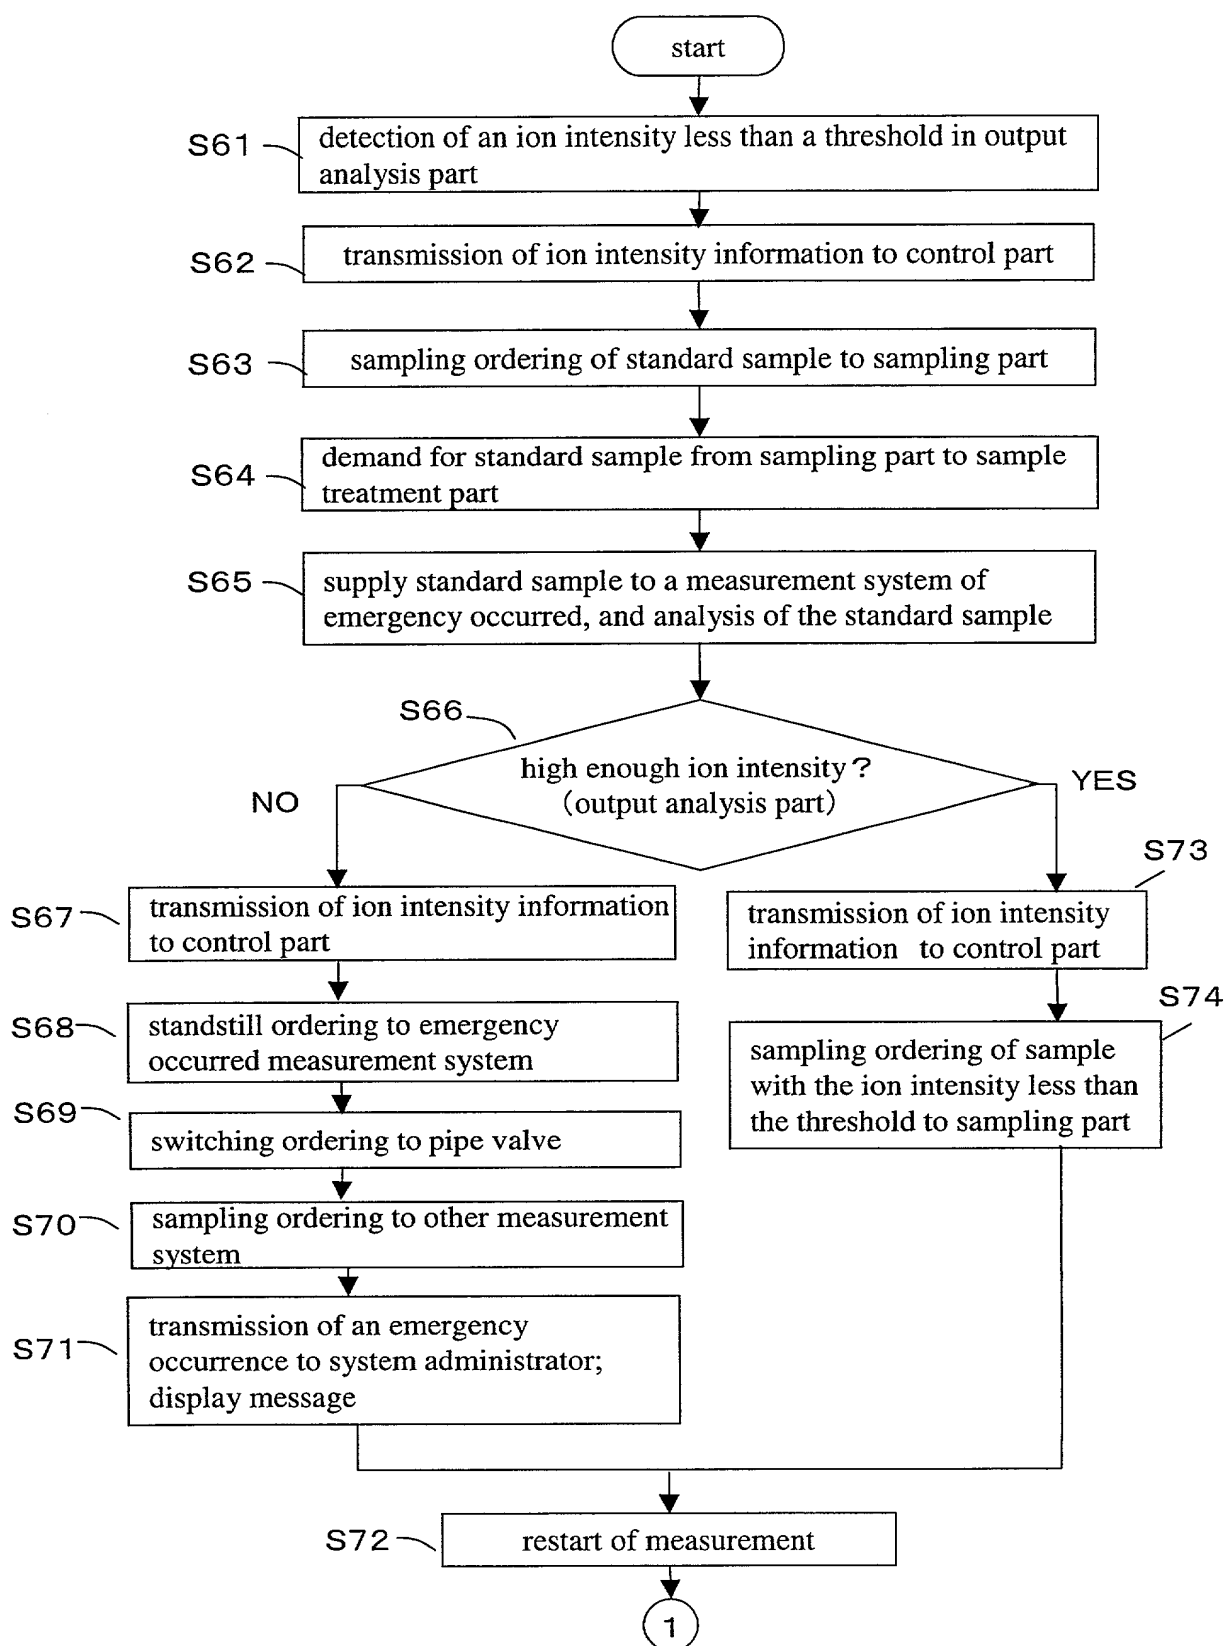 start
S61
detection of an ion intensity less than a threshold in output
analysis part
S62
transmission of ion intensity information to control part
S63
sampling ordering of standard sample to sampling part
S64
demand for standard sample from sampling part to sample
treatment part
S65
supply standard sample to a measurement system of
emergency occurred, and analysis of the standard sample
S66
high enough ion intensity?
(output analysis part)
NO
YES
S67
transmission of ion intensity information
to control part
S68
standstill ordering to emergency
occurred measurement system
S69
switching ordering to pipe valve
S70
sampling ordering to other measurement
system
S71
transmission of an emergency
occurrence to system administrator;
display message
S73
transmission of ion intensity
information to control part
S74
sampling ordering of sample
with the ion intensity less than
the threshold to sampling part
S72
restart of measurement
1